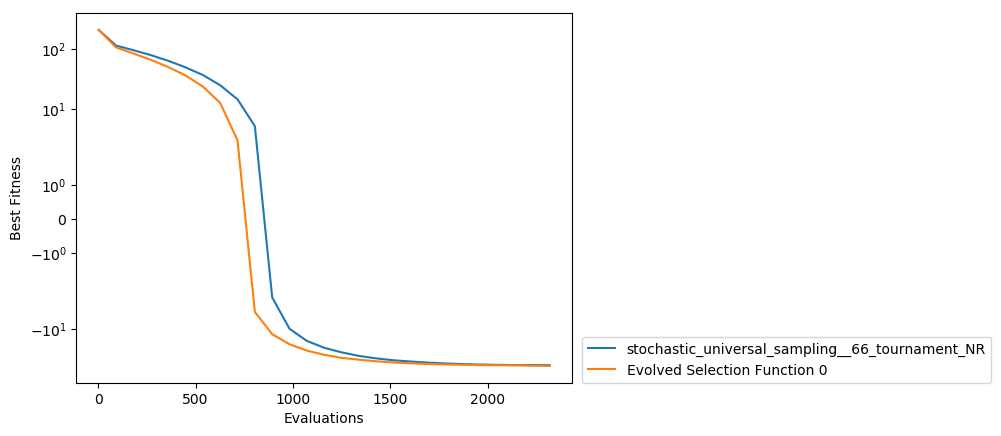 Best Fitness
10²
10¹
10⁰
0
−10⁰
−10¹
0
500
1000
1500
2000
Evaluations
stochastic_universal_sampling__66_tournament_NR
Evolved Selection Function 0